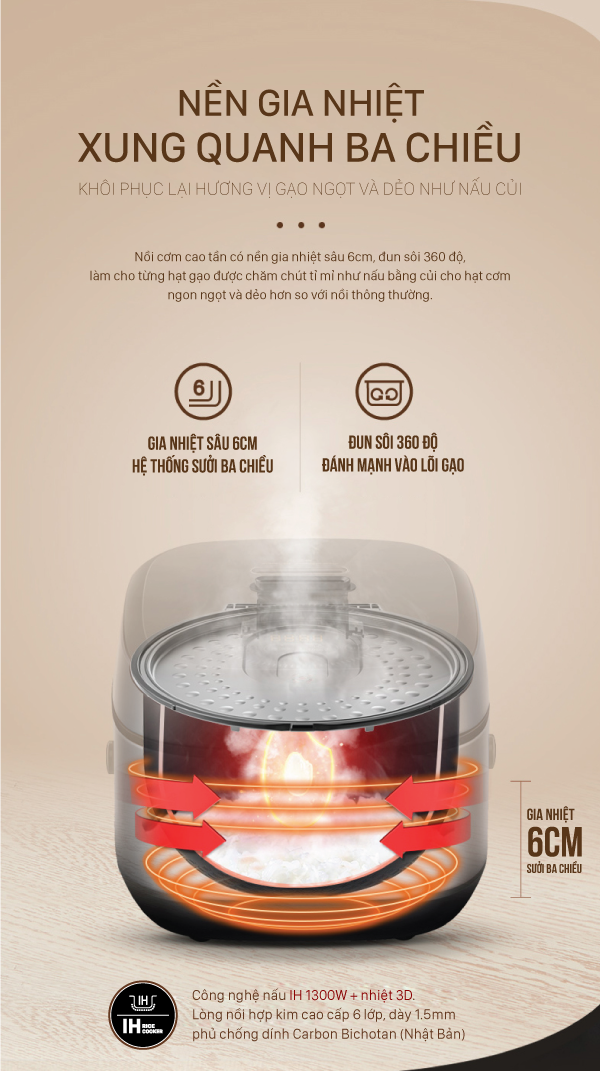 NỀN GIA NHIỆT
XUNG QUANH BA CHIỀU
KHÔI PHỤC LẠI HƯƠNG VỊ GẠO NGỌT VÀ DẺO NHƯ NẤU CỦI
Nồi cơm cao tần có nền gia nhiệt sâu 6cm, đun sôi 360 độ,
làm cho từng hạt gạo được chăm chút tỉ mỉ như nấu bằng củi cho hạt cơm
ngon ngọt và dẻo hơn so với nồi thông thường.
6
GIA NHIỆT SÂU 6CM
HỆ THỐNG SƯỞI BA CHIỀU
ĐUN SÔI 360 ĐỘ
ĐÁNH MẠNH VÀO LÕI GẠO
GIA NHIỆT
6CM
SƯỞI BA CHIỀU
IH
IH RICE COOKER
Công nghệ nấu IH 1300W + nhiệt 3D.
Lòng nồi hợp kim cao cấp 6 lớp, dày 1.5mm
phủ chống dính Carbon Bichotan (Nhật Bản)